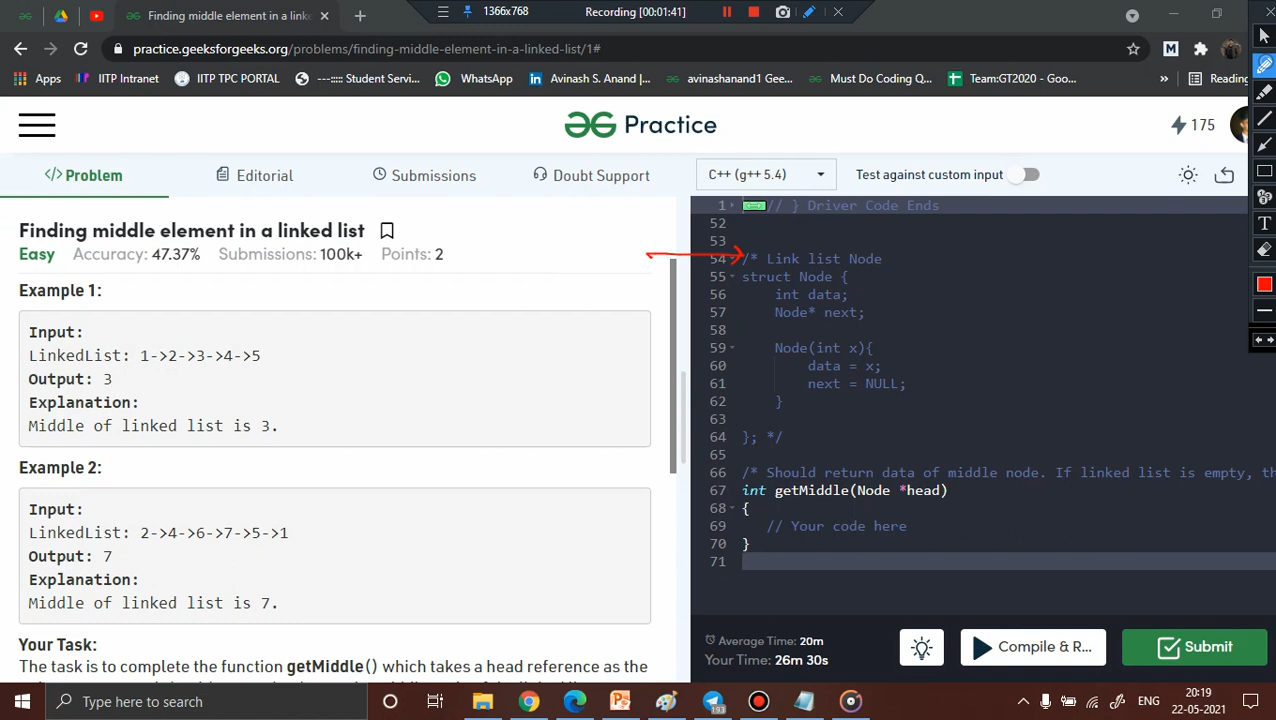 1366x768
Recording [00:01:41]
Finding middle element in a linke
practice.geeksforgeeks.org/problems/finding-middle-element-in-a-linked-list/1#
Apps
IITP Intranet
IITP TPC PORTAL
---::::: Student Servi...
WhatsApp
Avinash S. Anand |...
avinashanand1 Gee...
Must Do Coding Q...
Team:GT2020 - Goo...
»
Reading
Practice
175
</> Problem
Editorial
Submissions
Doubt Support
C++ (g++ 5.4)
Test against custom input
Finding middle element in a linked list
Easy Accuracy: 47.37% Submissions: 100k+ Points: 2
Example 1:
Input:
LinkedList: 1->2->3->4->5
Output: 3
Explanation:
Middle of linked list is 3.
Example 2:
Input:
LinkedList: 2->4->6->7->5->1
Output: 7
Explanation:
Middle of linked list is 7.
Your Task:
The task is to complete the function getMiddle() which takes a head reference as the
1 // } Driver Code Ends
52
53
54 /* Link list Node
55 struct Node {
56 int data;
57 Node* next;
58
59 Node(int x){
60 data = x;
61 next = NULL;
62 }
63
64 }; */
65
66 /* Should return data of middle node. If linked list is empty, th
67 int getMiddle(Node *head)
68 {
69 // Your code here
70 }
71
Average Time: 20m
Your Time: 26m 30s
Compile & R...
Submit
Type here to search
193
ENG
20:19
22-05-2021